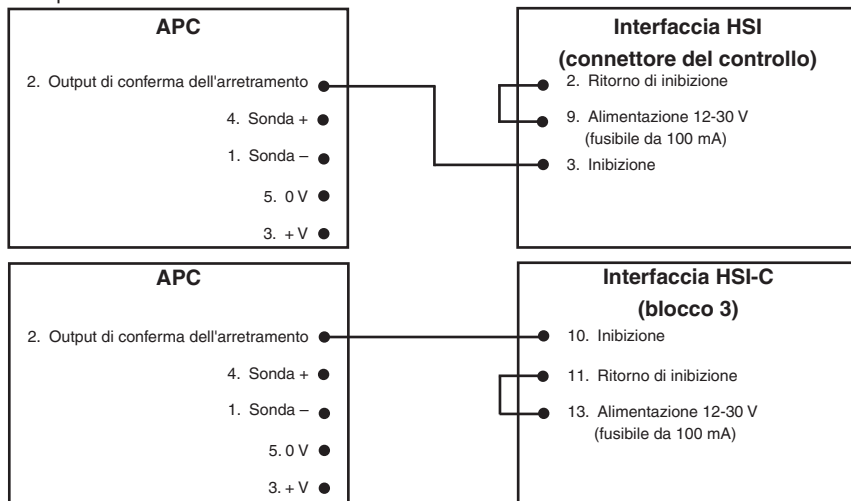 APC
2. Output di conferma dell'arretramento
4. Sonda +
1. Sonda –
5. 0 V
3. + V
Interfaccia HSI
(connettore del controllo)
2. Ritorno di inibizione
9. Alimentazione 12-30 V
(fusibile da 100 mA)
3. Inibizione
APC
2. Output di conferma dell'arretramento
4. Sonda +
1. Sonda –
5. 0 V
3. + V
Interfaccia HSI-C
(blocco 3)
10. Inibizione
11. Ritorno di inibizione
13. Alimentazione 12-30 V
(fusibile da 100 mA)